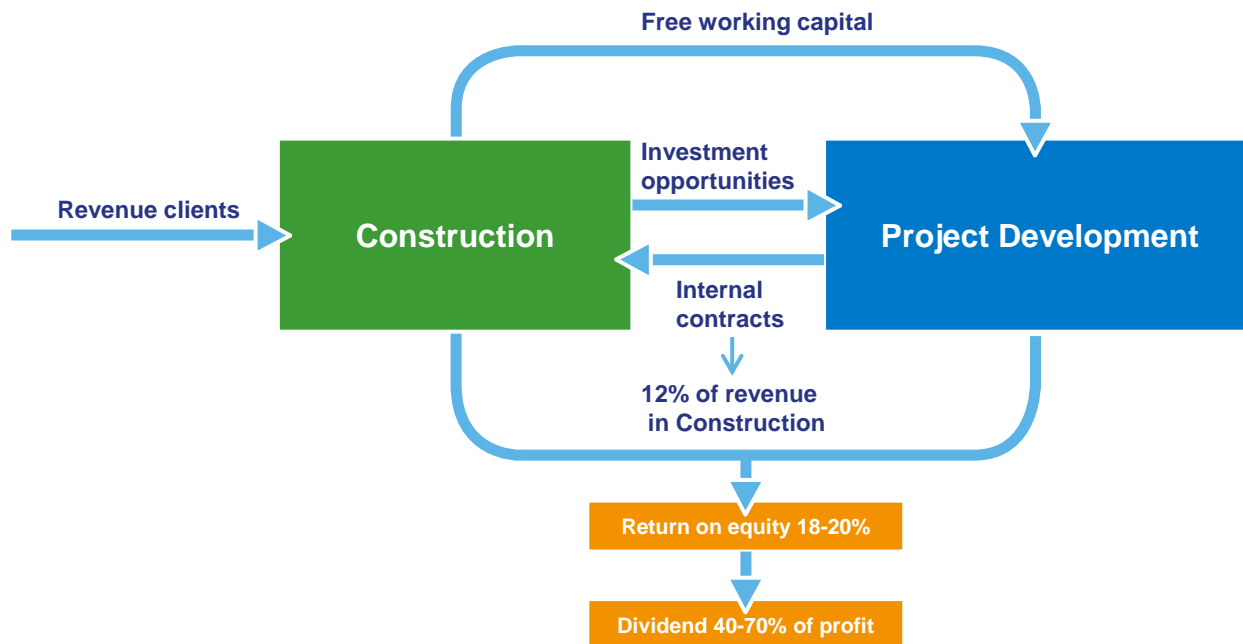 Free working capital
Investment
opportunities
Revenue clients
Construction
Project Development
Internal
contracts
12% of revenue
in Construction
Return on equity 18-20%
Dividend 40-70% of profit